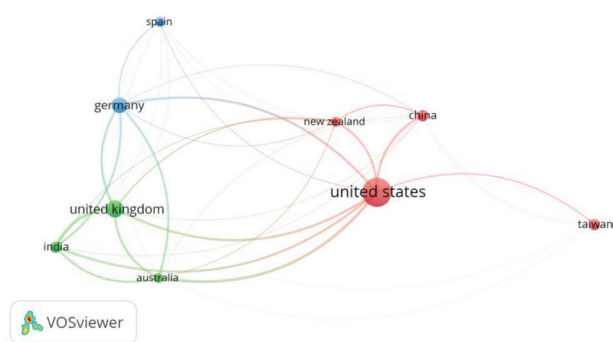 spain
germany
new zealand
china
united states
united kingdom
taiwan
india
australia
VOSviewer